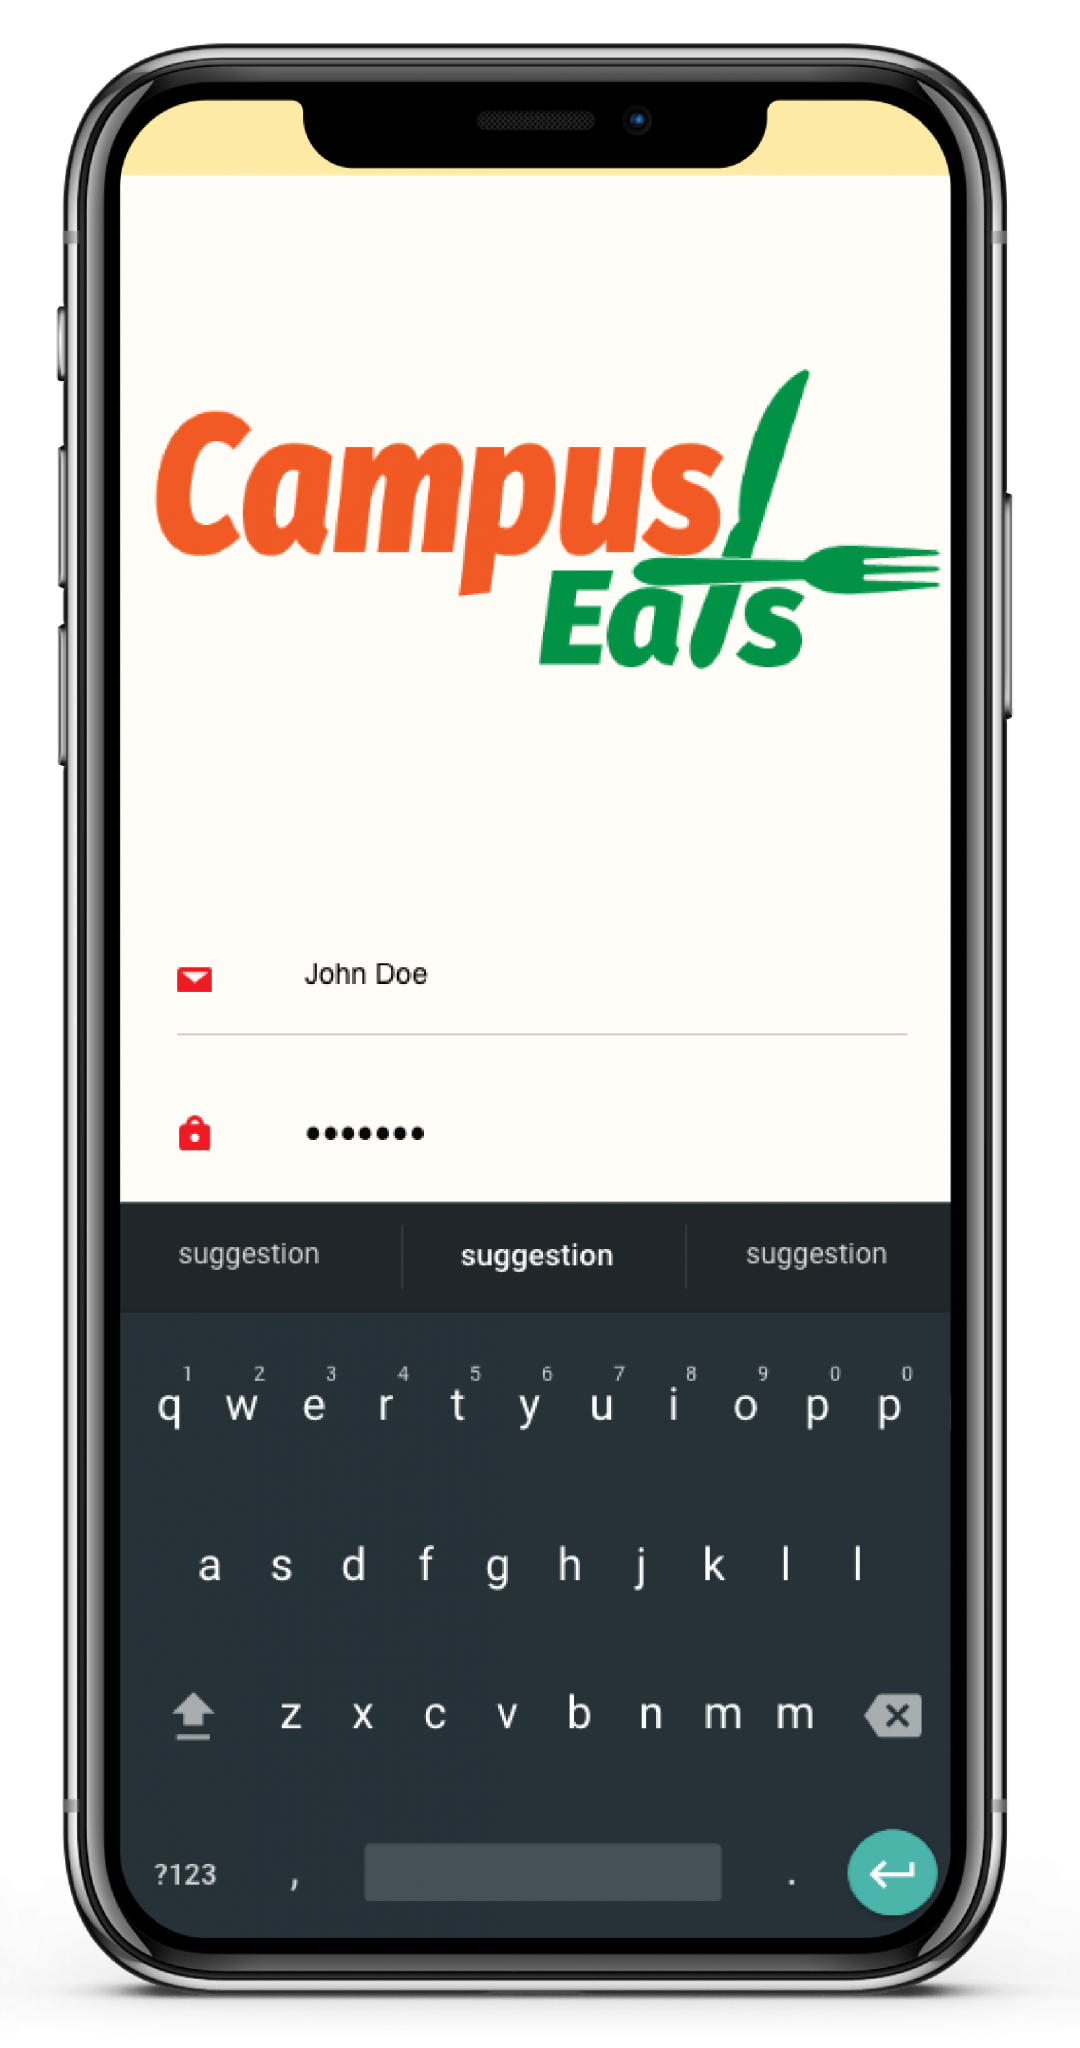 Campus
Eats
John Doe
•••••••
suggestion suggestion suggestion
1 2 3 4 5 6 7 8 9 0 0
q w e r t y u i o p p
a s d f g h j k l l
z x c v b n m m
?123 , .